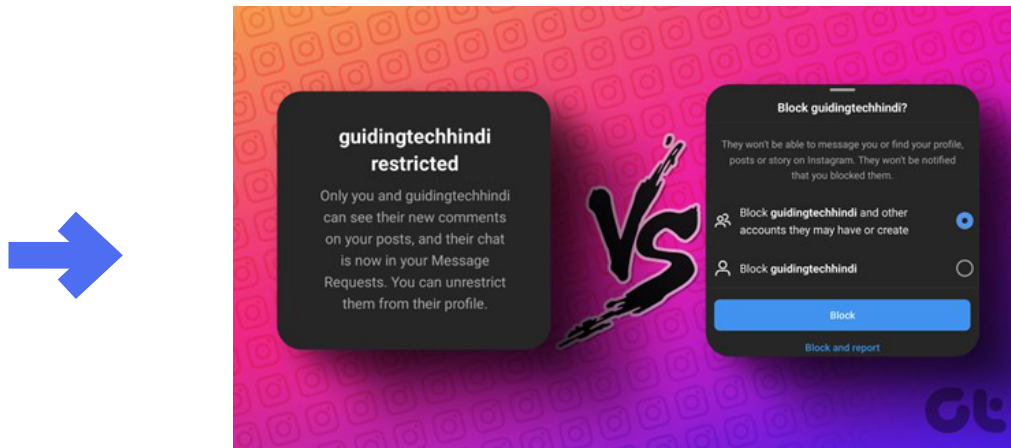 guidingtechhindi
restricted
Only you and guidingtechhindi
can see their new comments
on your posts, and their chat
is now in your Message
Requests. You can unrestrict
them from their profile.
VS
Block guidingtechhindi?
They won't be able to message you or find your profile,
posts or story on Instagram. They won't be notified
that you blocked them.
Block guidingtechhindi and other
accounts they may have or create
Block guidingtechhindi
Block
Block and report
Gt